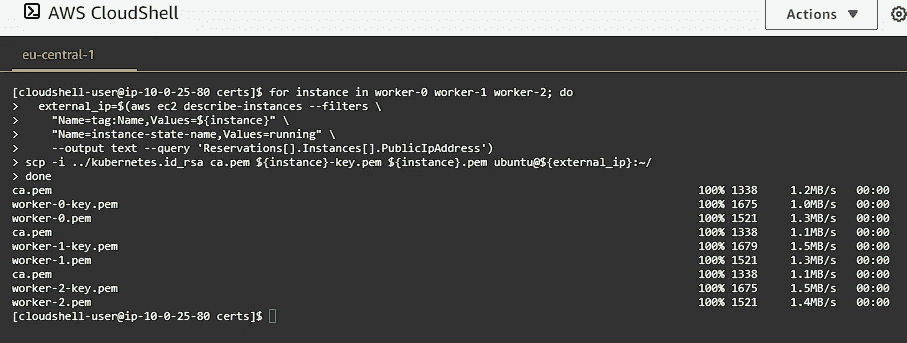 AWS CloudShell
Actions ▼
eu-central-1
[cloudshell-user@ip-10-0-25-80 certs]$ for instance in worker-0 worker-1 worker-2; do
>   external_ip=$(aws ec2 describe-instances --filters \
>     "Name=tag:Name,Values=${instance}" \
>     "Name=instance-state-name,Values=running" \
>     --output text --query 'Reservations[].Instances[].PublicIpAddress')
> scp -i ../kubernetes.id_rsa ca.pem ${instance}-key.pem ${instance}.pem ubuntu@${external_ip}:~/
> done
ca.pem 100% 1338 1.2MB/s 00:00
worker-0-key.pem 100% 1675 1.0MB/s 00:00
worker-0.pem 100% 1521 1.3MB/s 00:00
ca.pem 100% 1338 1.1MB/s 00:00
worker-1-key.pem 100% 1679 1.5MB/s 00:00
worker-1.pem 100% 1521 1.3MB/s 00:00
ca.pem 100% 1338 1.1MB/s 00:00
worker-2-key.pem 100% 1675 1.5MB/s 00:00
worker-2.pem 100% 1521 1.4MB/s 00:00
[cloudshell-user@ip-10-0-25-80 certs]$